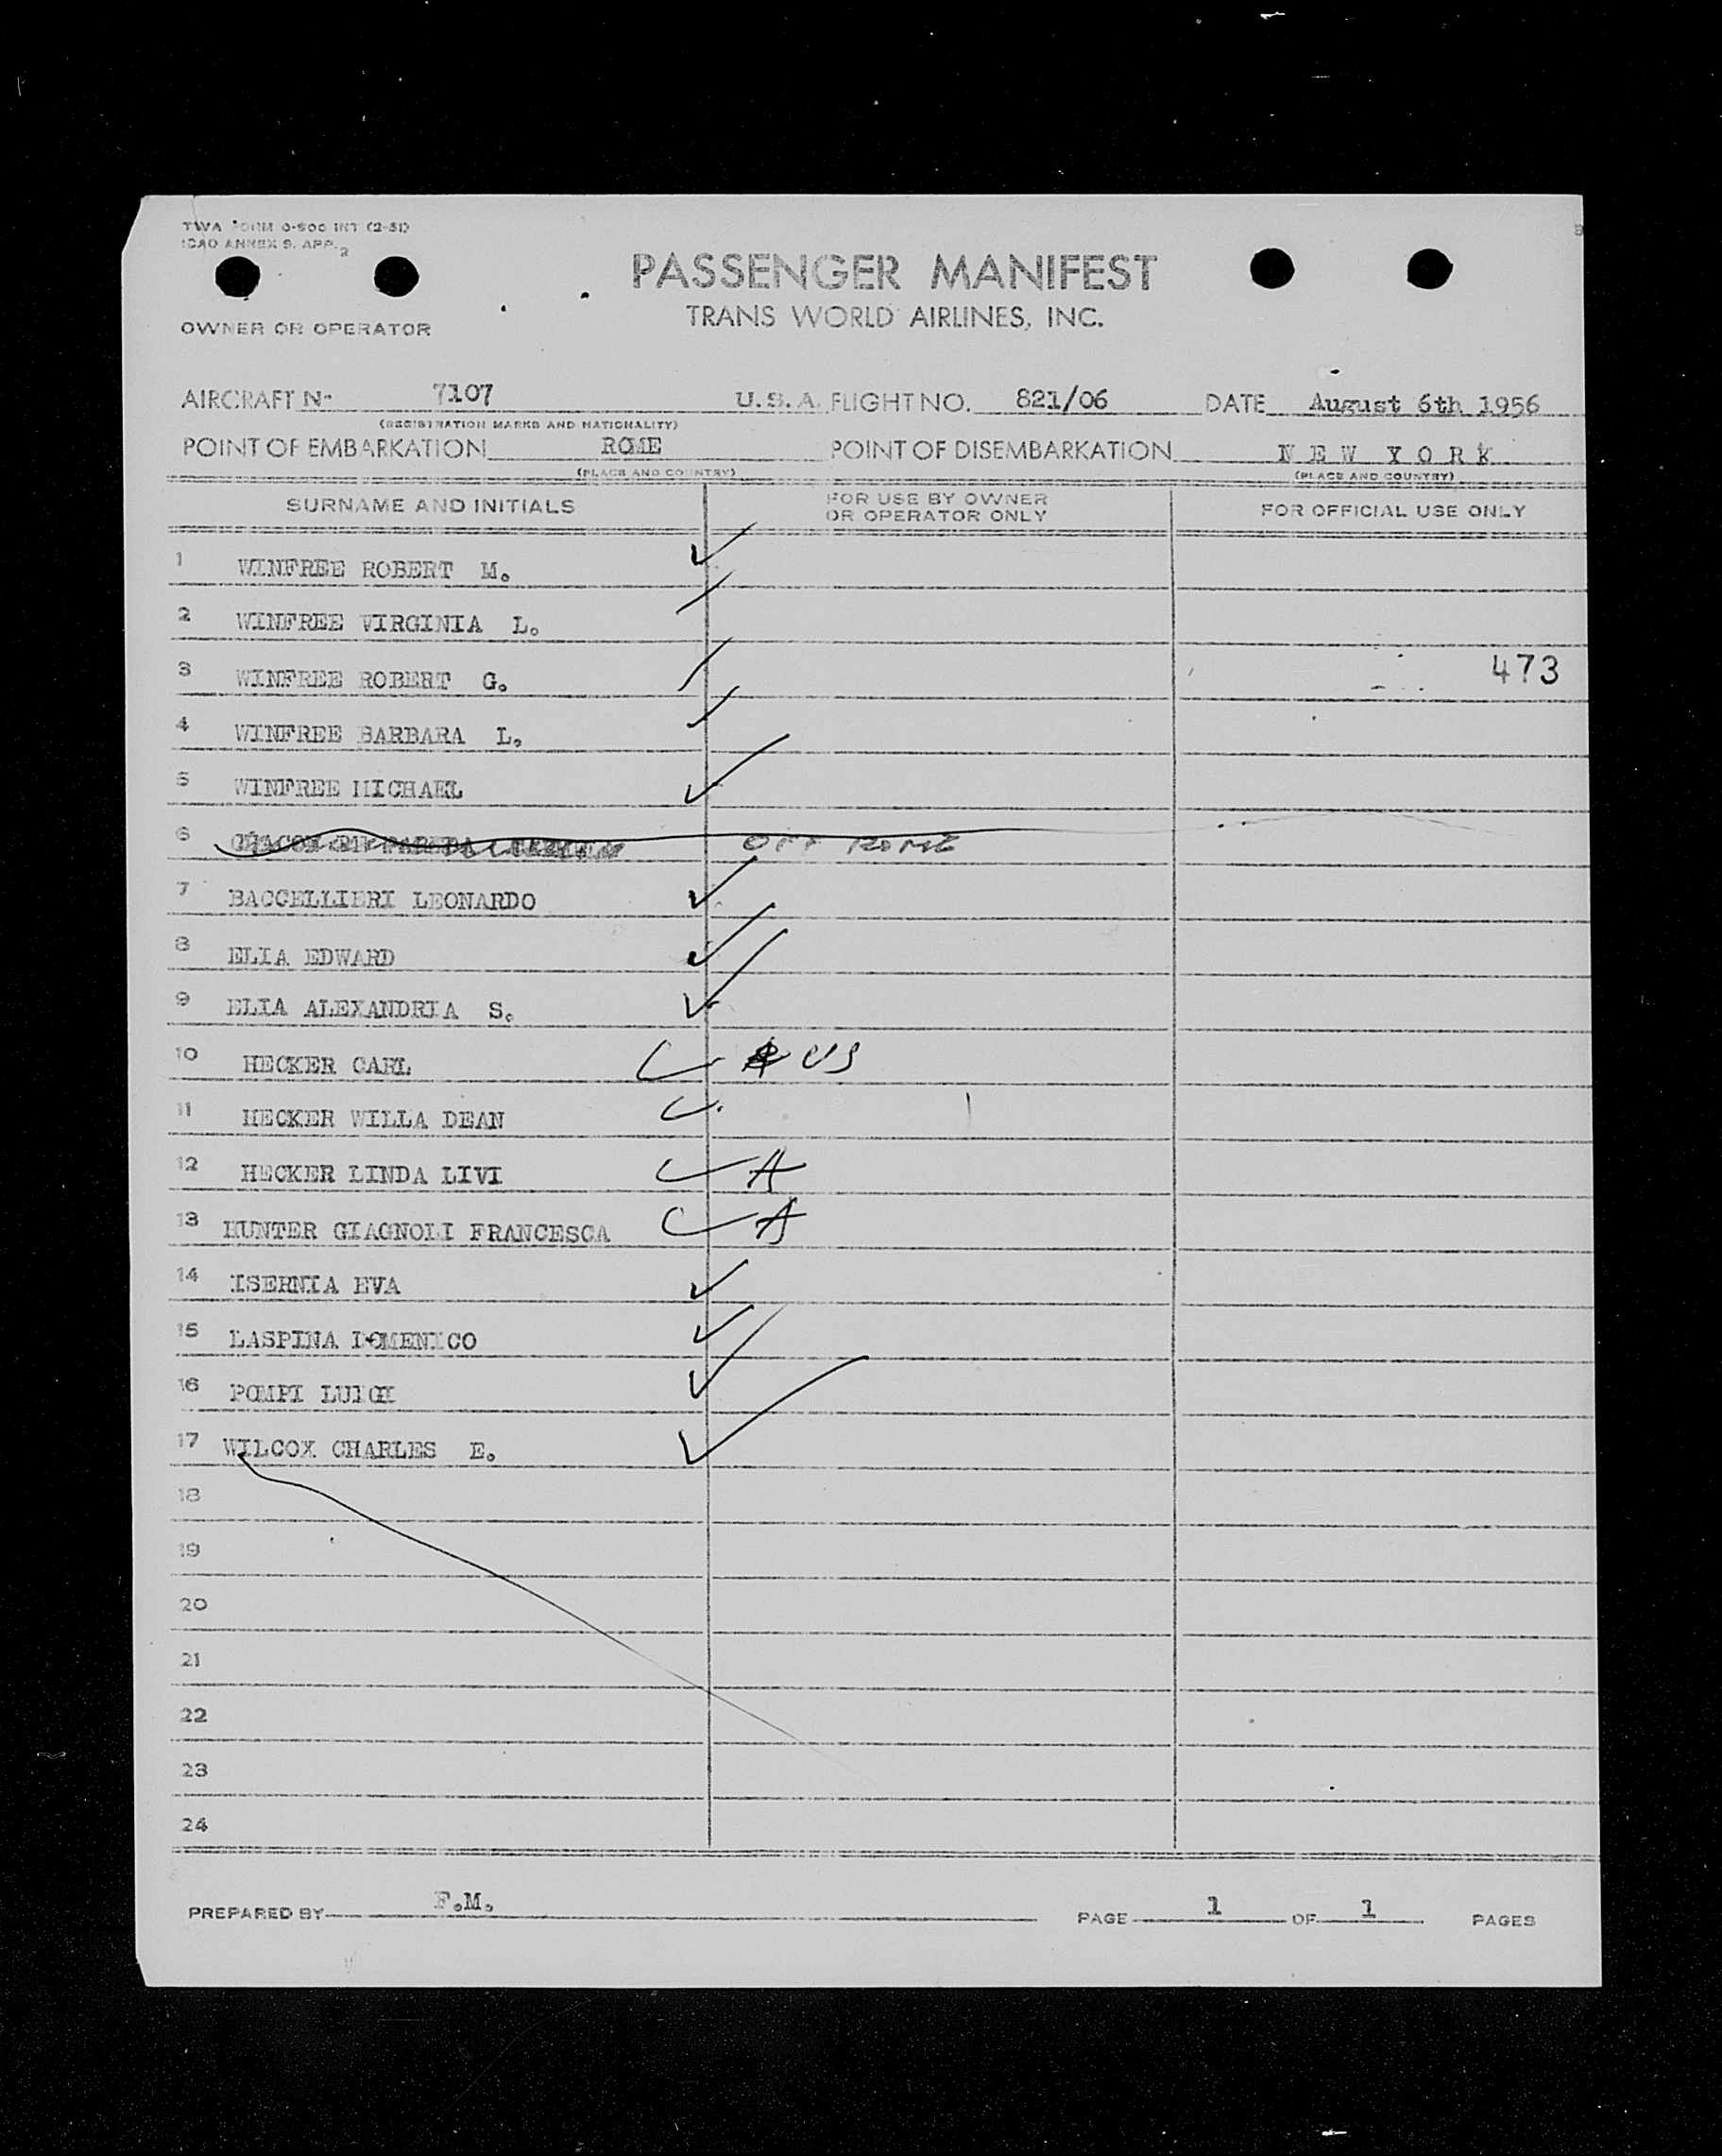 TWA FORM O-500 INT (2-51)
ICAO ANNEX 9. APP. 2
PASSENGER MANIFEST
TRANS WORLD AIRLINES, INC.
OWNER OR OPERATOR
AIRCRAFT No 7107 U.S.A. FLIGHT NO. 821/06 DATE August 6th 1956
(REGISTRATION MARKS AND NATIONALITY)
POINT OF EMBARKATION ROME POINT OF DISEMBARKATION NEW YORK
(PLACE AND COUNTRY) (PLACE AND COUNTRY)
SURNAME AND INITIALS FOR USE BY OWNER OR OPERATOR ONLY FOR OFFICIAL USE ONLY
1 WINFREE ROBERT M.
2 WINFREE VIRGINIA L.
3 WINFREE ROBERT G. 473
4 WINFREE BARBARA L.
5 WINFREE MICHAEL
6 OFF ROME
7 BACCELLIERI LEONARDO
8 ELIA EDWARD
9 ELIA ALEXANDRIA S.
10 HECKER CARL US
11 HECKER WILLA DEAN
12 HECKER LINDA LIVI A
13 HUNTER GIAGNOLI FRANCESCA A
14 ISERNIA EVA
15 LASPINA DOMENICO
16 POMPI LUIGI
17 WILCOX CHARLES E.
18
19
20
21
22
23
24
PREPARED BY F.M. PAGE 1 OF 1 PAGES